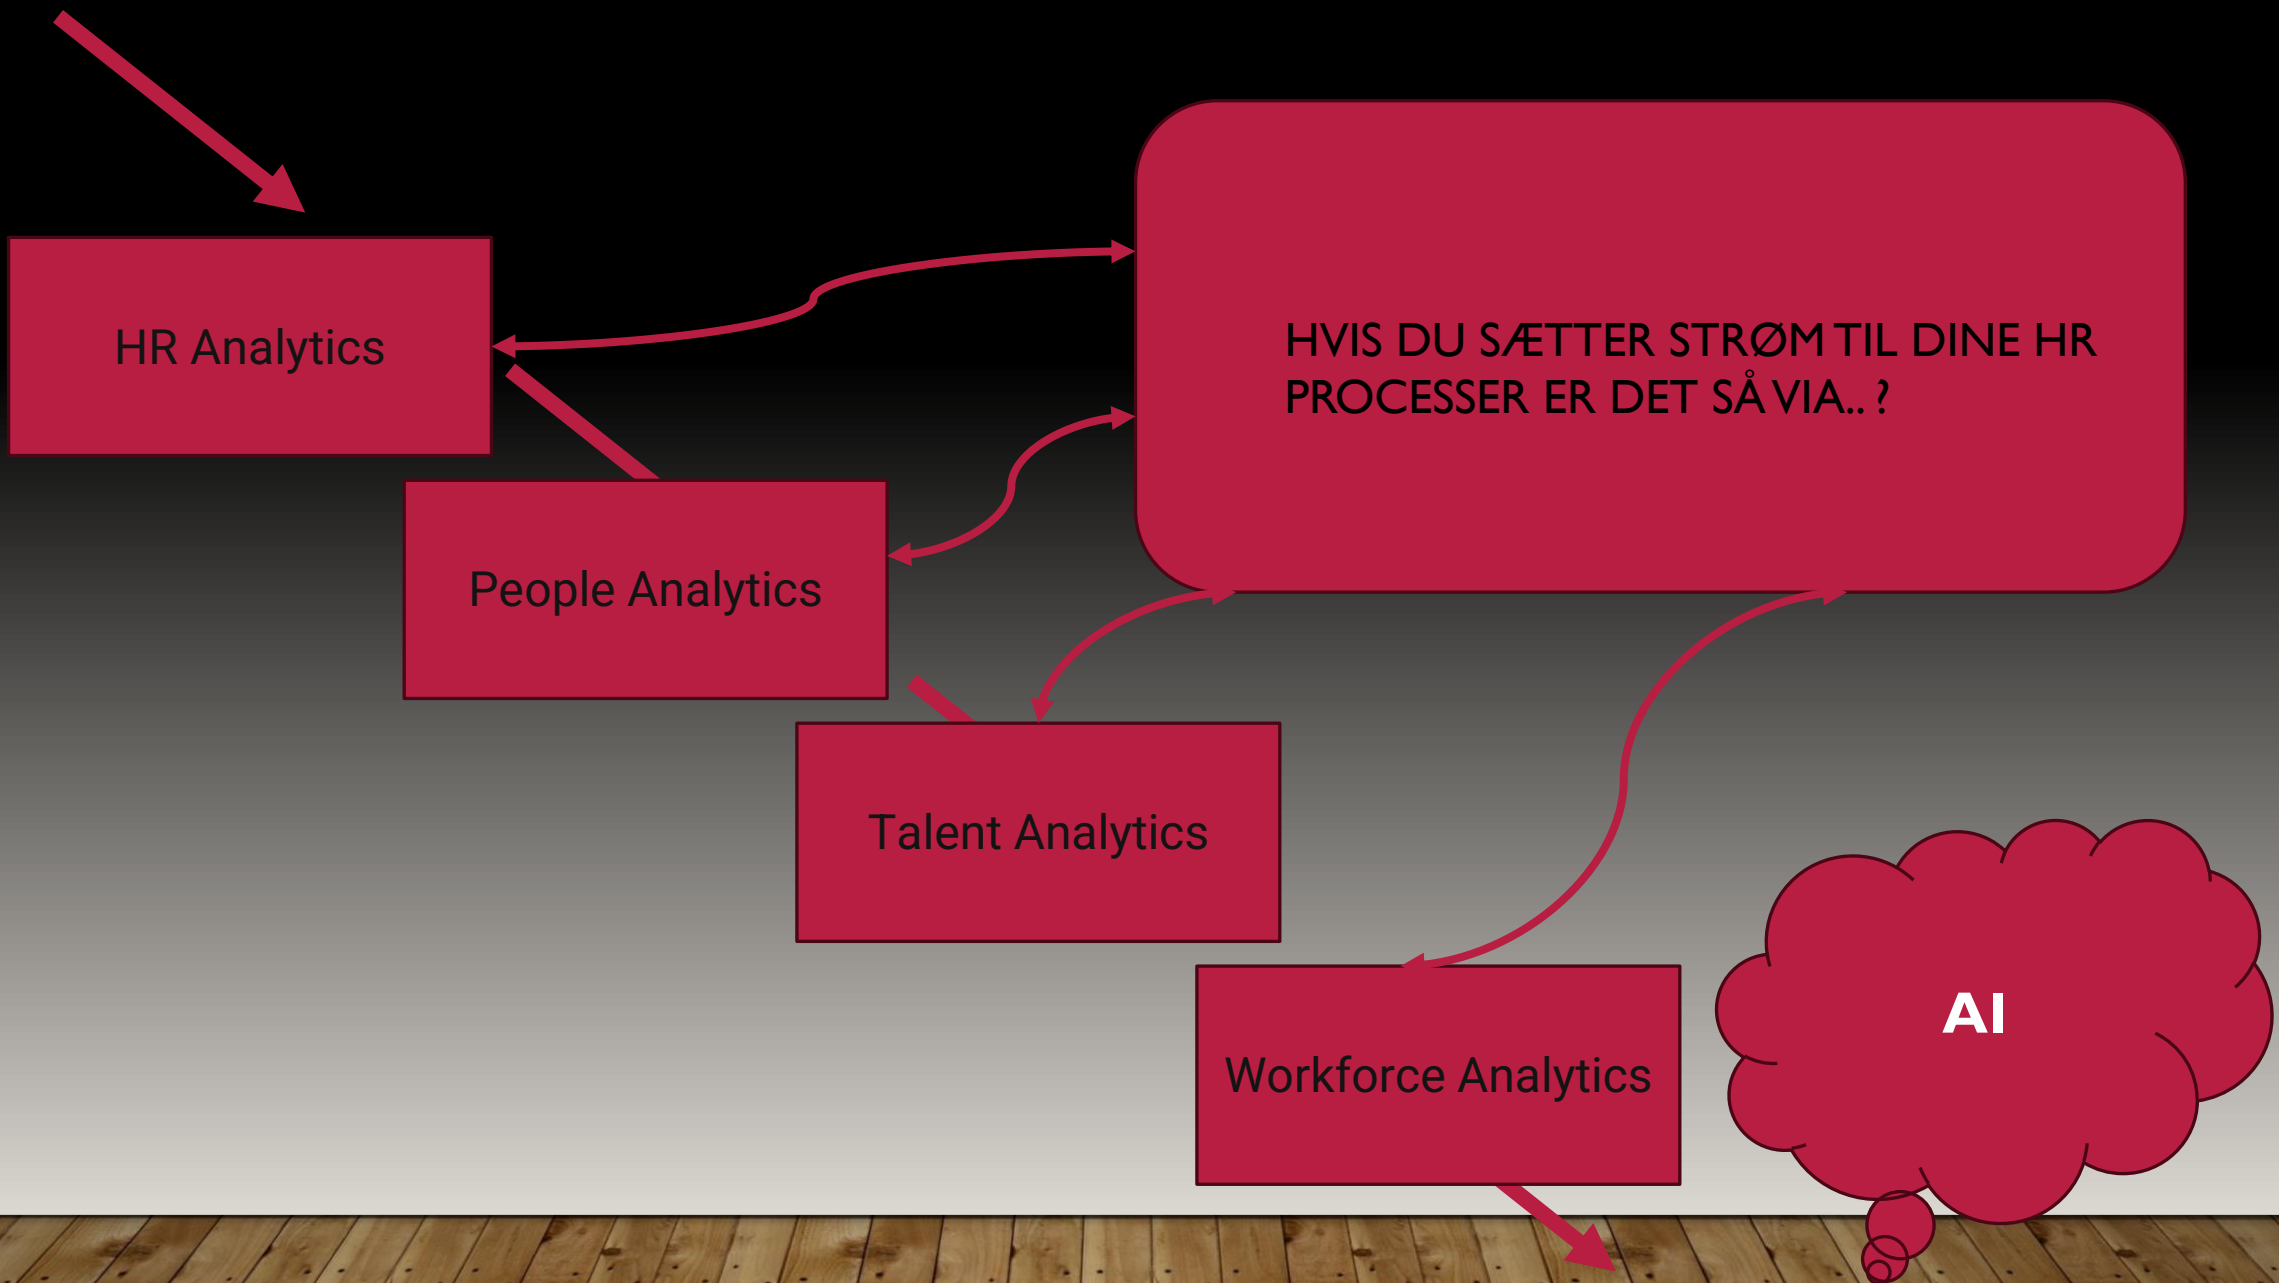 HVIS DU SÆTTER STRØM TIL DINE HR
PROCESSER ER DET SÅ VIA.. ?
HR Analytics
People Analytics
Talent Analytics
Workforce Analytics
AI